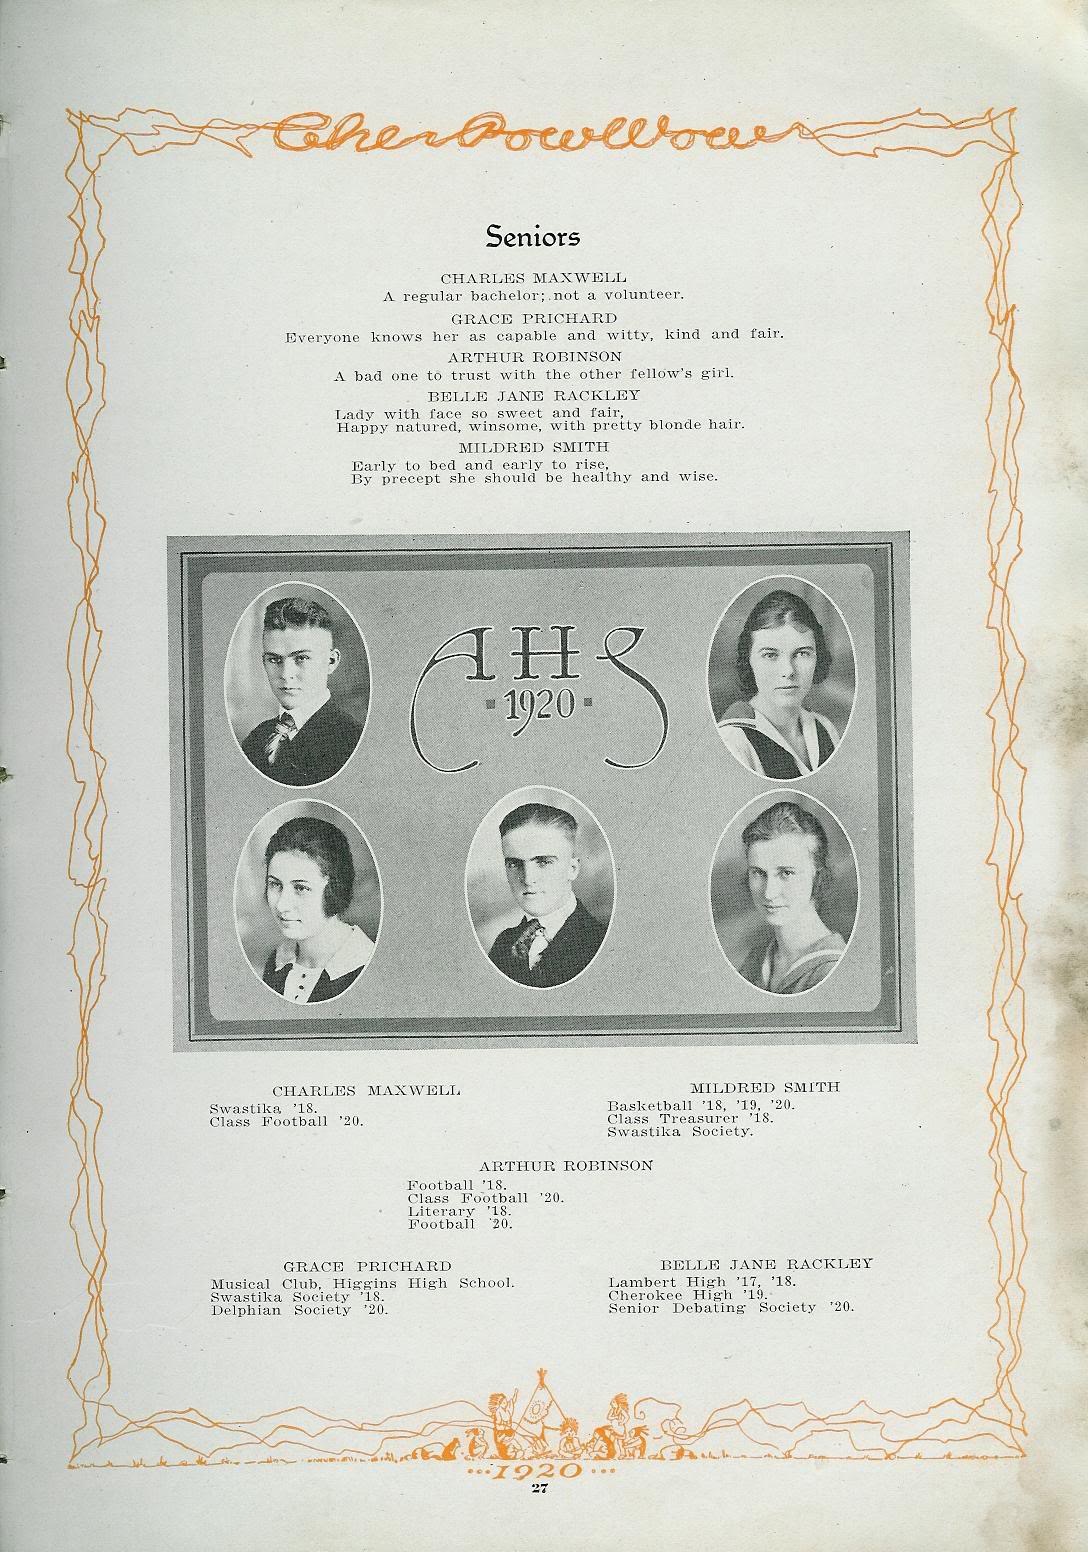 The PowWow
Seniors
CHARLES MAXWELL
A regular bachelor; not a volunteer.
GRACE PRICHARD
Everyone knows her as capable and witty, kind and fair.
ARTHUR ROBINSON
A bad one to trust with the other fellow's girl.
BELLE JANE RACKLEY
Lady with face so sweet and fair,
Happy natured, winsome, with pretty blonde hair.
MILDRED SMITH
Early to bed and early to rise,
By precept she should be healthy and wise.
AHS
1920
CHARLES MAXWELL
Swastika '18.
Class Football '20.
MILDRED SMITH
Basketball '18, '19, '20.
Class Treasurer '18.
Swastika Society.
ARTHUR ROBINSON
Football '18.
Class Football '20.
Literary '18.
Football '20.
GRACE PRICHARD
Musical Club, Higgins High School.
Swastika Society '18.
Delphian Society '20.
BELLE JANE RACKLEY
Lambert High '17, '18.
Cherokee High '19.
Senior Debating Society '20.
...1920...
27